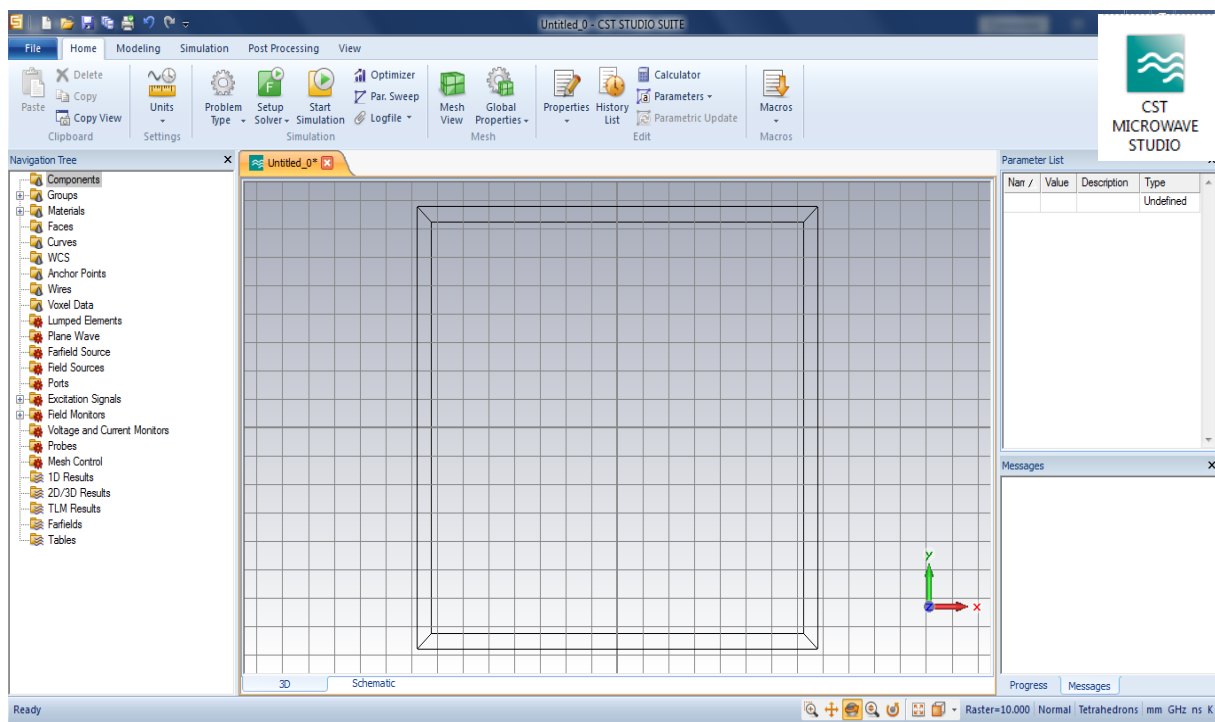 Untitled_0 - CST STUDIO SUITE
File Home Modeling Simulation Post Processing View
Paste
Delete
Copy
Copy View
Clipboard
Units
Settings
Problem Type
Setup Solver
Start Simulation
Optimizer
Par. Sweep
Logfile
Simulation
Mesh View
Global Properties
Mesh
Properties
History List
Calculator
Parameters
Parametric Update
Edit
Macros
Macros
CST
MICROWAVE
STUDIO
Navigation Tree
Components
Groups
Materials
Faces
Curves
WCS
Anchor Points
Wires
Voxel Data
Lumped Elements
Plane Wave
Farfield Source
Field Sources
Ports
Excitation Signals
Field Monitors
Voltage and Current Monitors
Probes
Mesh Control
1D Results
2D/3D Results
TLM Results
Farfields
Tables
Untitled_0*
y
z x
3D Schematic
Parameter List
Nam Value Description Type
Undefined
Messages
Progress Messages
Ready
Raster=10.000 Normal Tetrahedrons mm GHz ns K